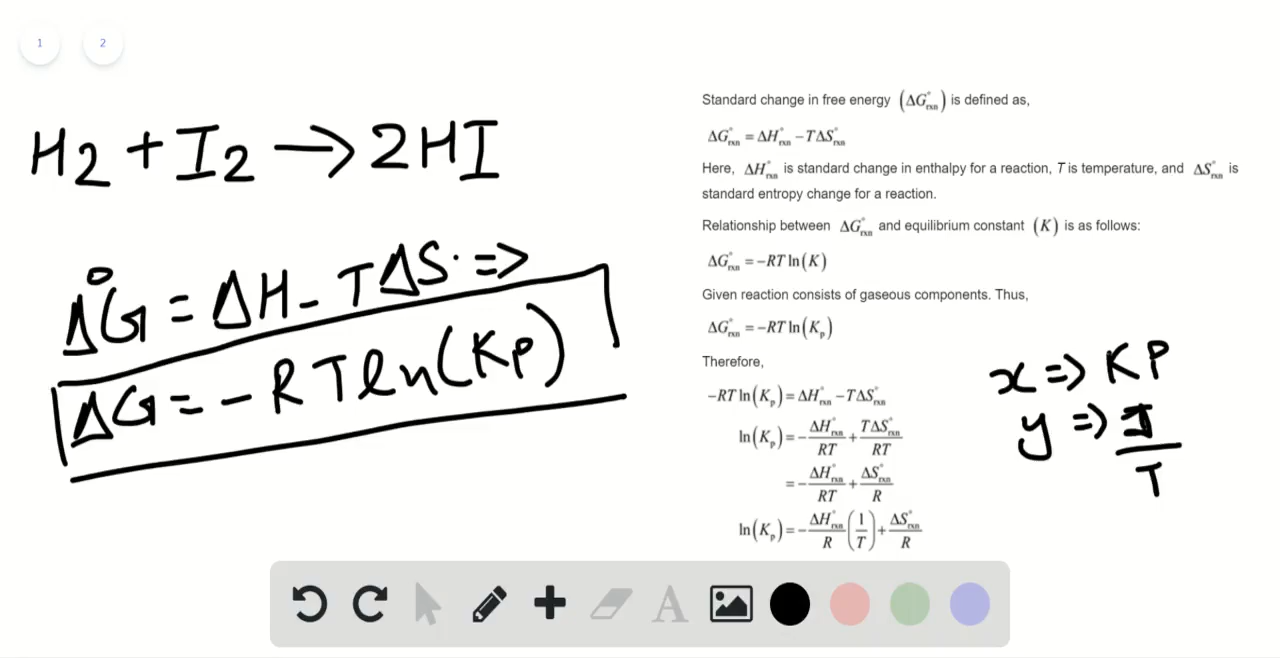 1 2
H2 + I2 → 2HI
ΔG° = ΔH - TΔS· ⇒
ΔG = - RT ln(KP)
Standard change in free energy (ΔG°rxn) is defined as,
ΔG°rxn = ΔH°rxn − TΔS°rxn
Here, ΔH°rxn is standard change in enthalpy for a reaction, T is temperature, and ΔS°rxn is
standard entropy change for a reaction.
Relationship between ΔG°rxn and equilibrium constant (K) is as follows:
ΔG°rxn = −RT ln(K)
Given reaction consists of gaseous components. Thus,
ΔG°rxn = −RT ln(Kp)
Therefore,
−RT ln(Kp) = ΔH°rxn − TΔS°rxn
ln(Kp) = − ΔH°rxn/RT + TΔS°rxn/RT
= − ΔH°rxn/RT + ΔS°rxn/R
ln(Kp) = − ΔH°rxn/R (1/T) + ΔS°rxn/R
x ⇒ KP
y ⇒ 1/T
A